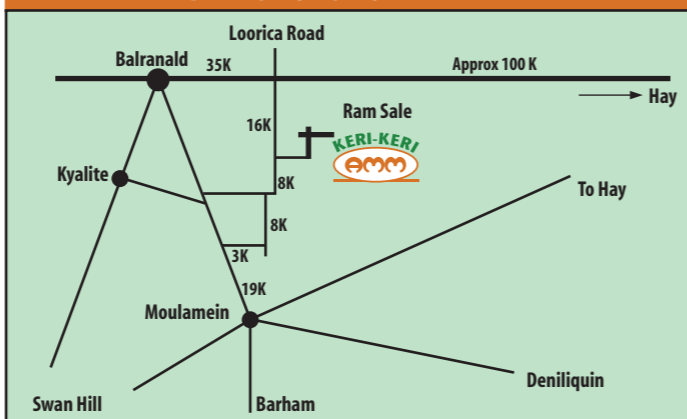 Loorica Road
Balranald
35K
Approx 100 K
Hay
16K
Ram Sale
KERI-KERI
AMM
Kyalite
8K
To Hay
8K
3K
19K
Moulamein
Deniliquin
Swan Hill
Barham